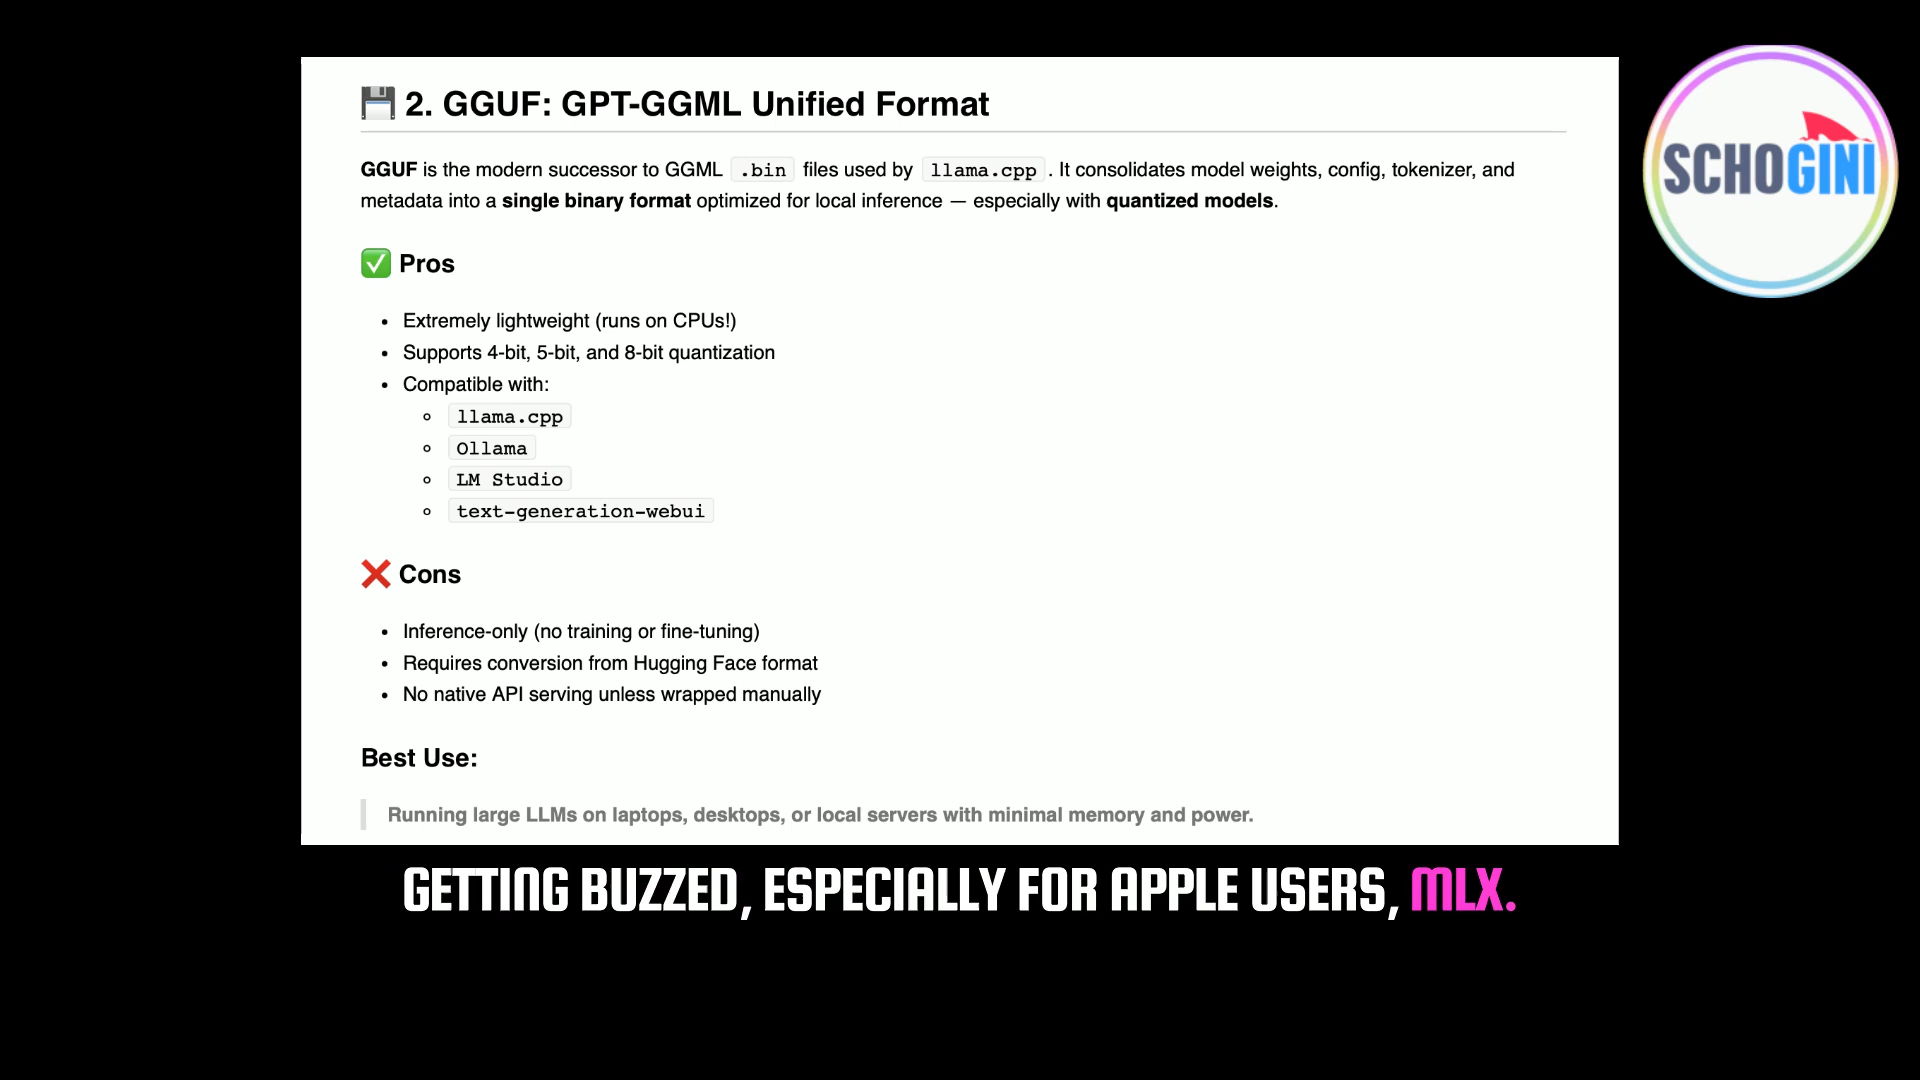 2. GGUF: GPT-GGML Unified Format
GGUF is the modern successor to GGML .bin files used by llama.cpp. It consolidates model weights, config, tokenizer, and
metadata into a single binary format optimized for local inference — especially with quantized models.
Pros
• Extremely lightweight (runs on CPUs!)
• Supports 4-bit, 5-bit, and 8-bit quantization
• Compatible with:
llama.cpp
Ollama
LM Studio
text-generation-webui
Cons
• Inference-only (no training or fine-tuning)
• Requires conversion from Hugging Face format
• No native API serving unless wrapped manually
Best Use:
Running large LLMs on laptops, desktops, or local servers with minimal memory and power.
GETTING BUZZED, ESPECIALLY FOR APPLE USERS, MLX.
SCHOGINI